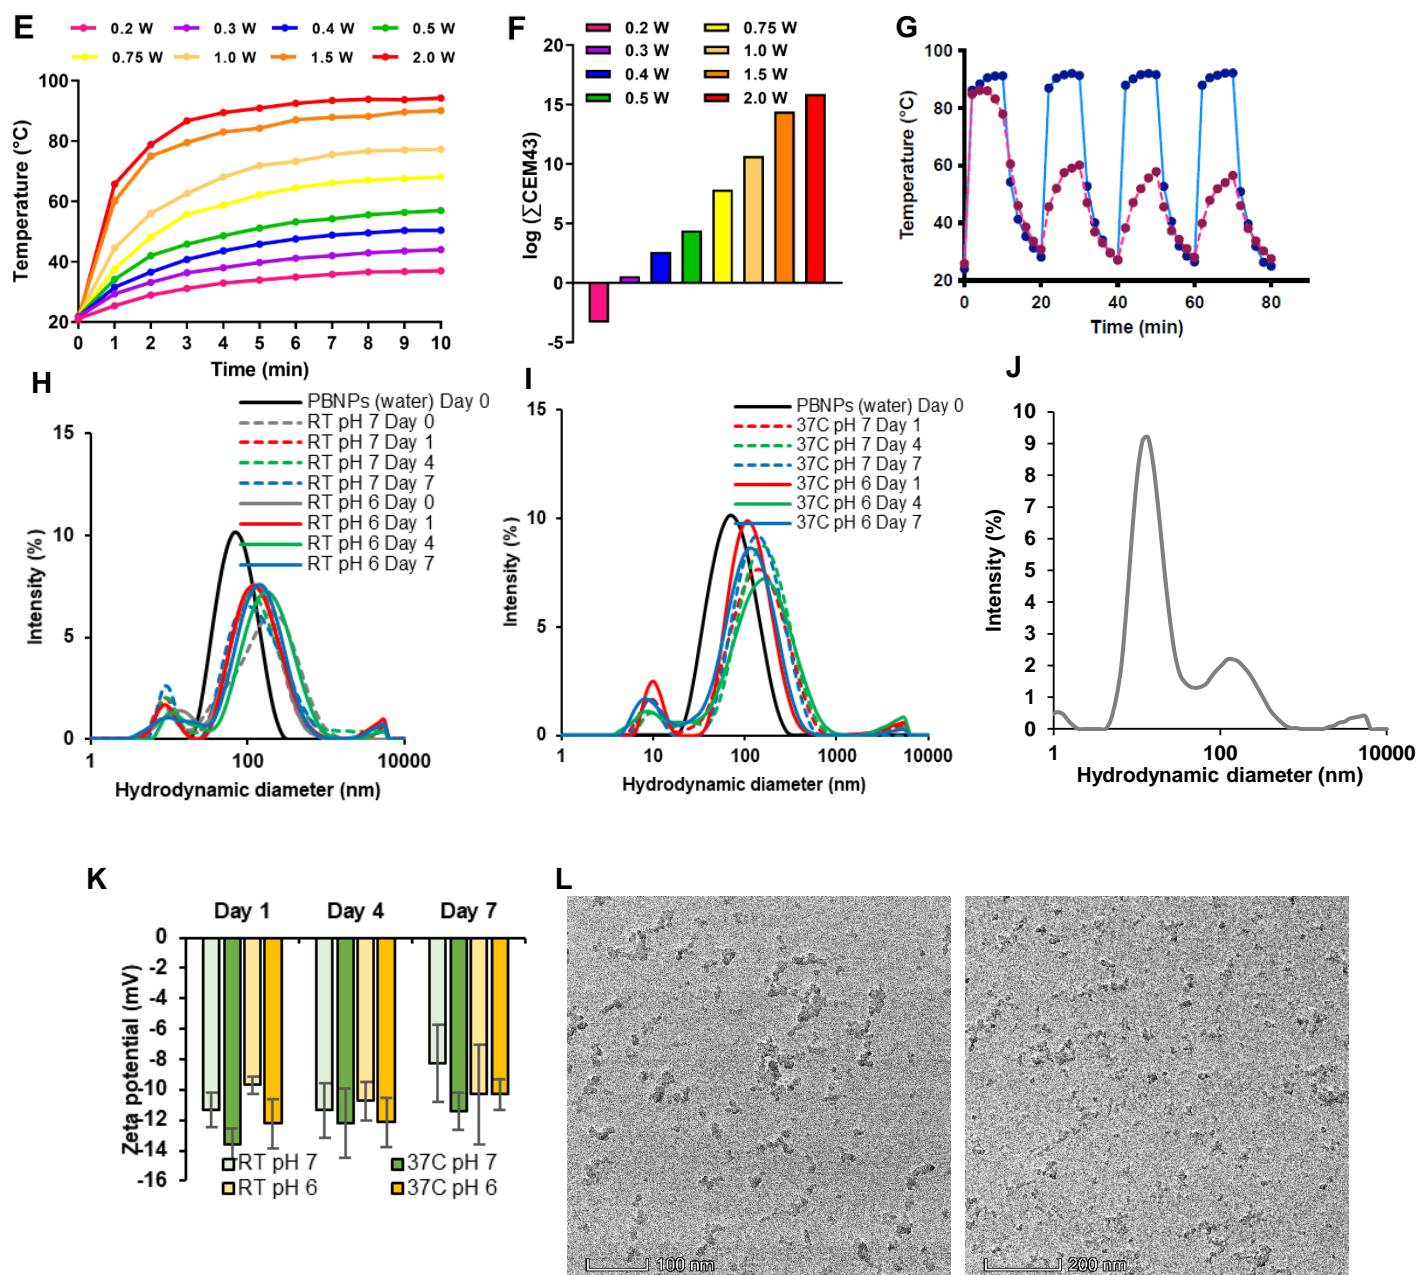 E
0.2 W 0.3 W 0.4 W 0.5 W
0.75 W 1.0 W 1.5 W 2.0 W
100
80
60
40
20
Temperature (°C)
0 1 2 3 4 5 6 7 8 9 10
Time (min)
F
0.2 W 0.75 W
0.3 W 1.0 W
0.4 W 1.5 W
0.5 W 2.0 W
20
15
10
5
0
-5
log (∑CEM43)
G
100
80
60
40
20
Temperature (°C)
0 20 40 60 80
Time (min)
H
PBNPs (water) Day 0
RT pH 7 Day 0
RT pH 7 Day 1
RT pH 7 Day 4
RT pH 7 Day 7
RT pH 6 Day 0
RT pH 6 Day 1
RT pH 6 Day 4
RT pH 6 Day 7
15
10
5
0
Intensity (%)
1 100 10000
Hydrodynamic diameter (nm)
I
PBNPs (water) Day 0
37C pH 7 Day 1
37C pH 7 Day 4
37C pH 7 Day 7
37C pH 6 Day 1
37C pH 6 Day 4
37C pH 6 Day 7
15
10
5
0
Intensity (%)
1 10 100 1000 10000
Hydrodynamic diameter (nm)
J
10
9
8
7
6
5
4
3
2
1
0
Intensity (%)
1 100 10000
Hydrodynamic diameter (nm)
K
Day 1 Day 4 Day 7
0
-2
-4
-6
-8
-10
-12
-14
-16
Zeta potential (mV)
RT pH 7 37C pH 7
RT pH 6 37C pH 6
L
100 nm
200 nm